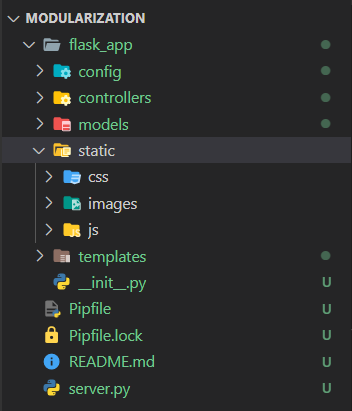 MODULARIZATION
flask_app
config
controllers
models
static
css
images
js
templates
__init__.py U
Pipfile U
Pipfile.lock U
README.md U
server.py U